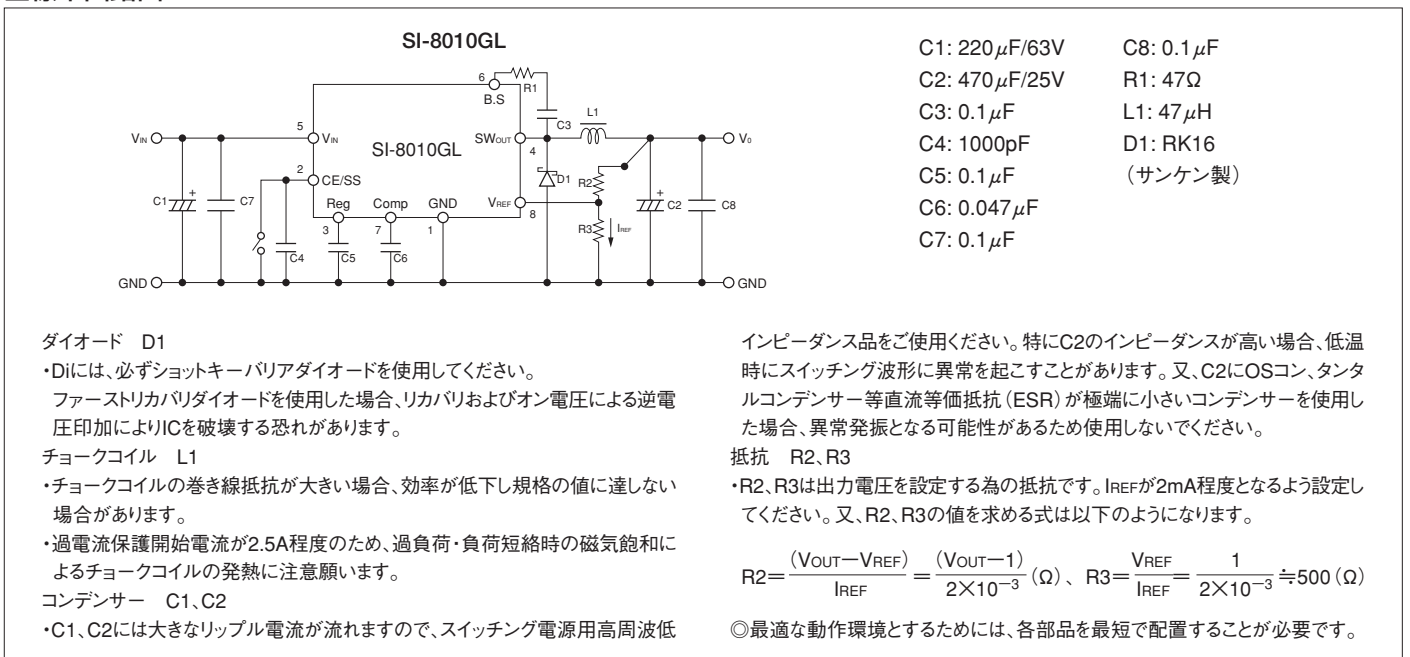 SI-8010GL
6
B.S
R1
C3
L1
VIN
5
VIN
SI-8010GL
SWOUT
4
V0
2
CE/SS
D1
R2
C1
+
C7
Reg
Comp
GND
VREF
8
+
C2
C8
3
7
1
R3
IREF
C4
C5
C6
GND
GND
C1: 220μF/63V
C2: 470μF/25V
C3: 0.1μF
C4: 1000pF
C5: 0.1μF
C6: 0.047μF
C7: 0.1μF
C8: 0.1μF
R1: 47Ω
L1: 47μH
D1: RK16
（サンケン製）
ダイオード　D1
・Diには、必ずショットキーバリアダイオードを使用してください。
ファーストリカバリダイオードを使用した場合、リカバリおよびオン電圧による逆電
圧印加によりICを破壊する恐れがあります。
チョークコイル　L1
・チョークコイルの巻き線抵抗が大きい場合、効率が低下し規格の値に達しない
場合があります。
・過電流保護開始電流が2.5A程度のため、過負荷・負荷短絡時の磁気飽和に
よるチョークコイルの発熱に注意願います。
コンデンサー　C1、C2
・C1、C2には大きなリップル電流が流れますので、スイッチング電源用高周波低
インピーダンス品をご使用ください。特にC2のインピーダンスが高い場合、低温
時にスイッチング波形に異常を起こすことがあります。又、C2にOSコン、タンタ
ルコンデンサー等直流等価抵抗（ESR）が極端に小さいコンデンサーを使用し
た場合、異常発振となる可能性があるため使用しないでください。
抵抗　R2、R3
・R2、R3は出力電圧を設定する為の抵抗です。IREFが2mA程度となるよう設定し
てください。又、R2、R3の値を求める式は以下のようになります。
R2＝(VOUT－VREF)/IREF＝(VOUT－1)/2×10−3(Ω)、R3＝VREF/IREF＝1/2×10−3≒500(Ω)
◎最適な動作環境とするためには、各部品を最短で配置することが必要です。